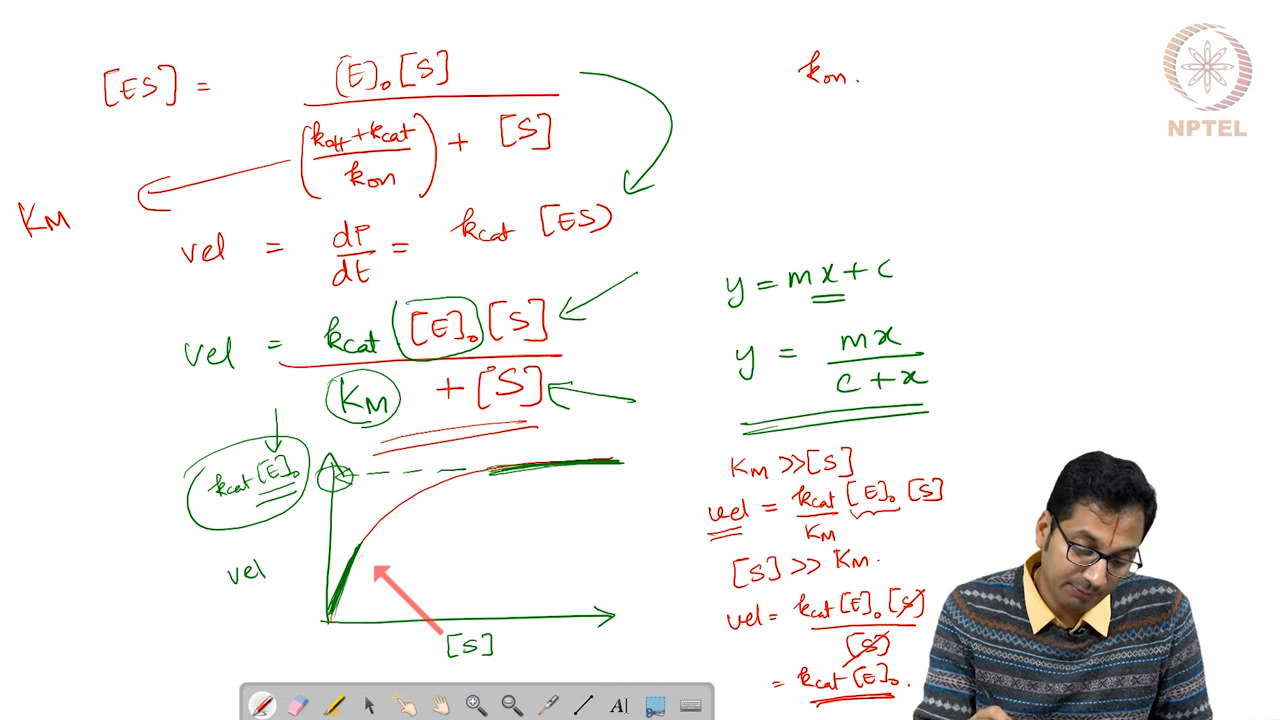 [ES] = [E]₀[S] / ((koff + kcat)/kon) + [S]
kon.
NPTEL
KM
vel = dP/dt = kcat [ES)
vel = kcat · [E]₀[S] / KM + [S]
y = mx + c
y = mx / c + x
kcat [E]₀
vel
[S]
KM >> [S]
vel = kcat/KM [E]₀ [S]
[S] >> KM.
vel = kcat[E]₀[S] / [S]
= kcat [E]₀.
A